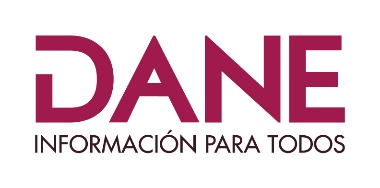 DANE
INFORMACIÓN PARA TODOS